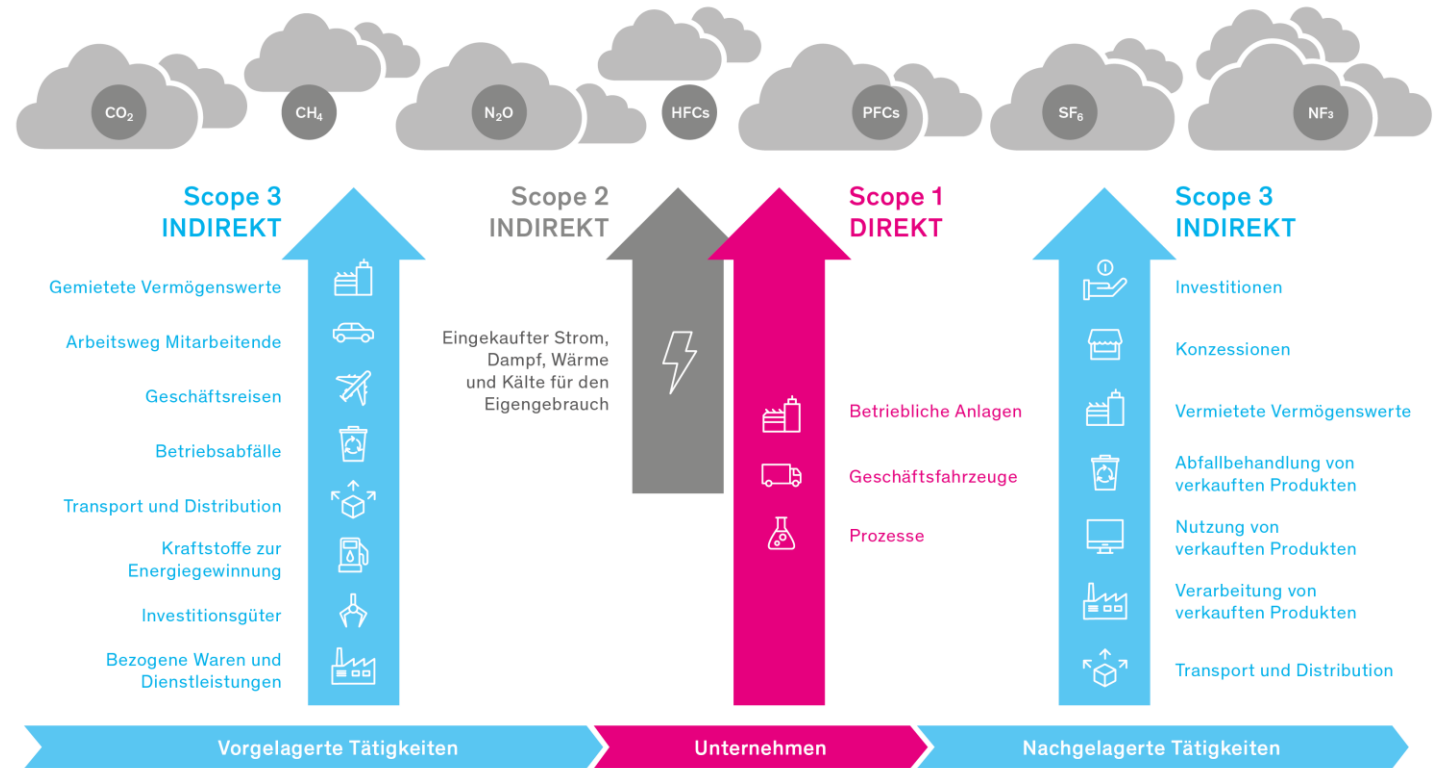 CO₂
CH₄
N₂O
HFCs
PFCs
SF₆
NF₃
Scope 3
INDIREKT
Gemietete Vermögenswerte
Arbeitsweg Mitarbeitende
Geschäftsreisen
Betriebsabfälle
Transport und Distribution
Kraftstoffe zur
Energiegewinnung
Investitionsgüter
Bezogene Waren und
Dienstleistungen
Scope 2
INDIREKT
Eingekaufter Strom,
Dampf, Wärme
und Kälte für den
Eigengebrauch
Scope 1
DIREKT
Betriebliche Anlagen
Geschäftsfahrzeuge
Prozesse
Scope 3
INDIREKT
Investitionen
Konzessionen
Vermietete Vermögenswerte
Abfallbehandlung von
verkauften Produkten
Nutzung von
verkauften Produkten
Verarbeitung von
verkauften Produkten
Transport und Distribution
Vorgelagerte Tätigkeiten
Unternehmen
Nachgelagerte Tätigkeiten